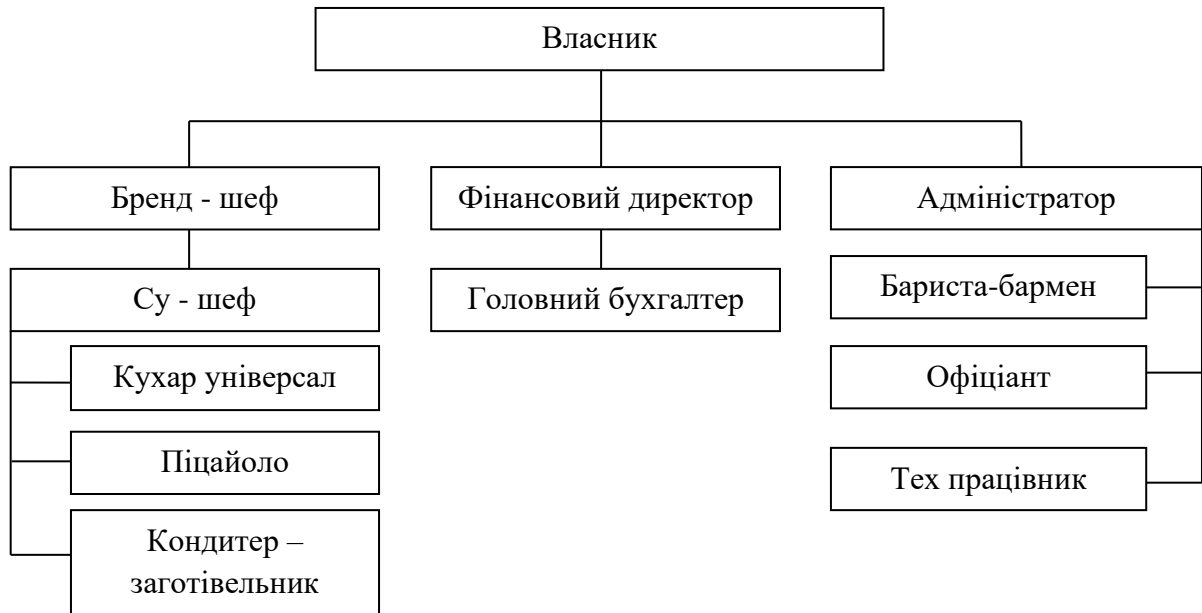 Власник
Бренд - шеф
Фінансовий директор
Адміністратор
Су - шеф
Головний бухгалтер
Бариста-бармен
Кухар універсал
Офіціант
Піцайоло
Тех працівник
Кондитер –
заготівельник